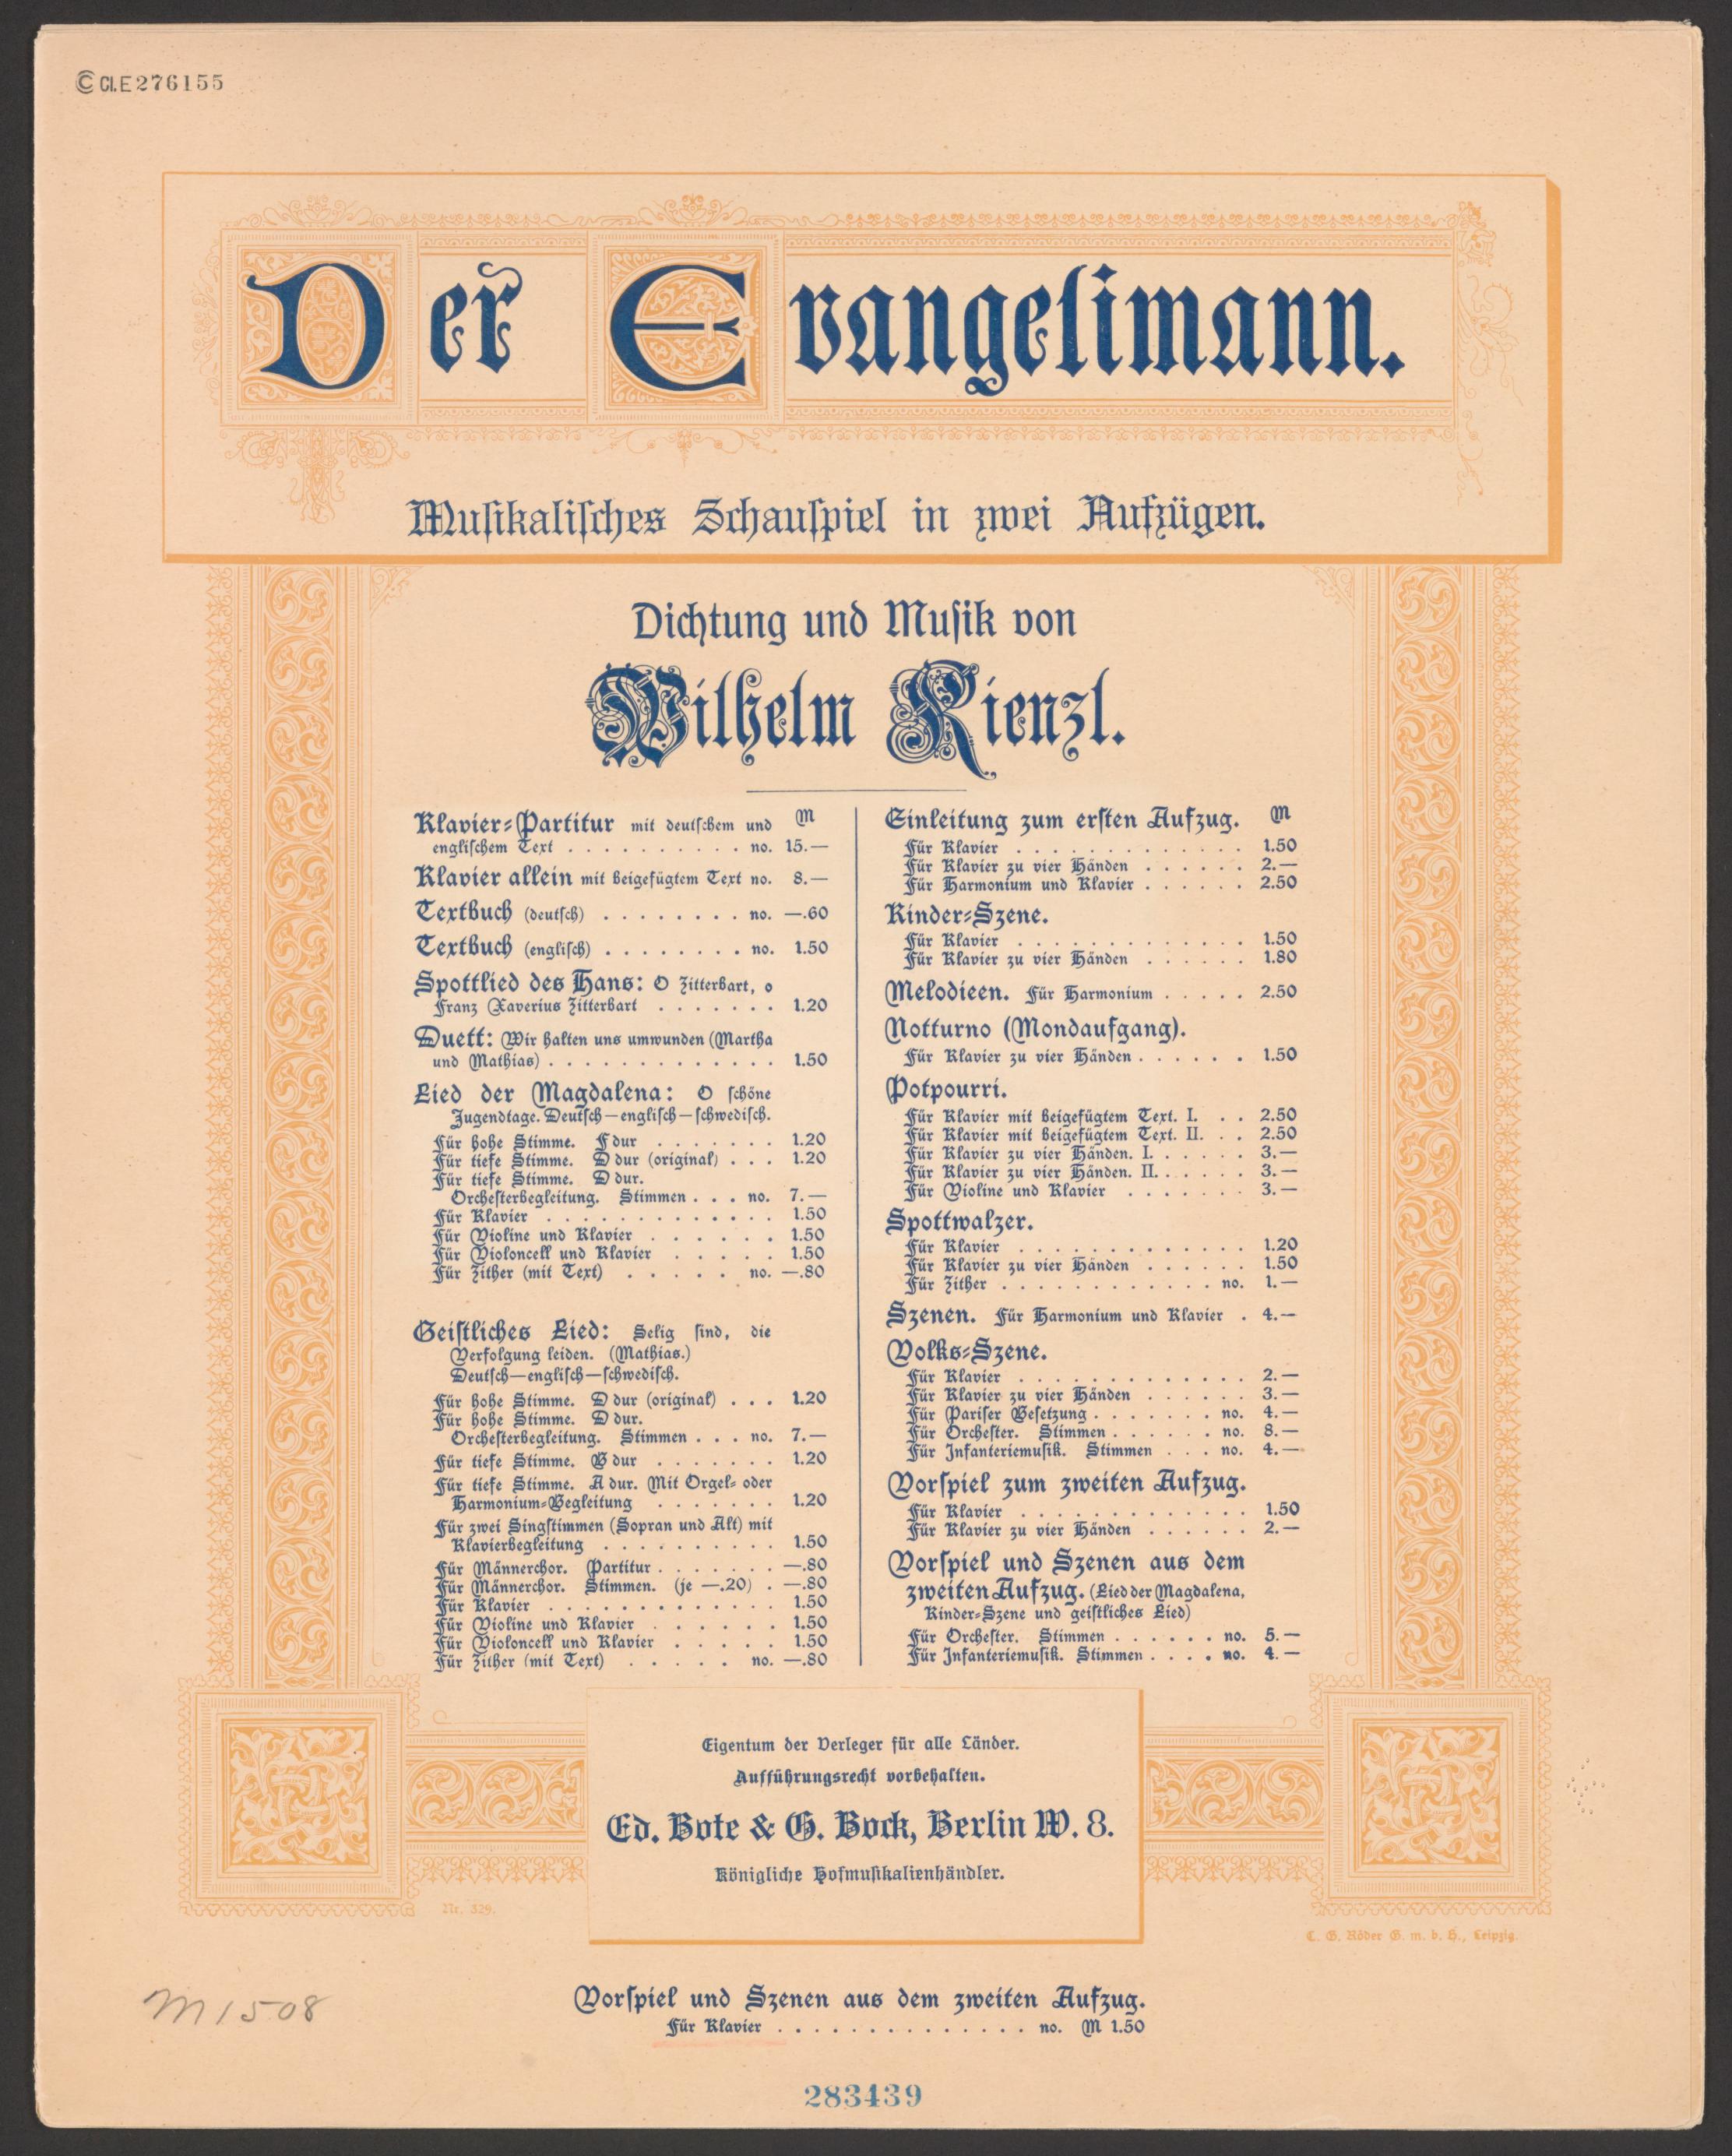 © Cl. E 276155
Der Evangelimann.
Muſikaliſches Schauſpiel in zwei Aufzügen.
Dichtung und Muſik von
Wilhelm Kienzl.
Klavier=Partitur mit deutſchem und M
engliſchem Text . . . . . . . . . . no. 15.—
Klavier allein mit beigefügtem Text no. 8.—
Textbuch (deutſch) . . . . . . . . no. —.60
Textbuch (engliſch) . . . . . . . . no. 1.50
Spottlied des Hans: O Zitterbart, o
Franz Xaverius Zitterbart . . . . . . . 1.20
Duett: Wir halten uns umwunden (Martha
und Mathias) . . . . . . . . . . . . . 1.50
Lied der Magdalena: O ſchöne
Jugendtage. Deutſch—engliſch—ſchwediſch.
Für hohe Stimme. F dur . . . . . . . 1.20
Für tiefe Stimme. D dur (original) . . . 1.20
Für tiefe Stimme. D dur.
Orcheſterbegleitung. Stimmen . . . no. 7.—
Für Klavier . . . . . . . . . . . . . 1.50
Für Violine und Klavier . . . . . . . 1.50
Für Violoncell und Klavier . . . . . 1.50
Für Zither (mit Text) . . . . . no. —.80
Geiſtliches Lied: Selig ſind, die
Verfolgung leiden. (Mathias.)
Deutſch—engliſch—ſchwediſch.
Für hohe Stimme. D dur (original) . . . 1.20
Für hohe Stimme. D dur.
Orcheſterbegleitung. Stimmen . . . no. 7.—
Für tiefe Stimme. B dur . . . . . . . 1.20
Für tiefe Stimme. A dur. Mit Orgel= oder
Harmonium=Begleitung . . . . . . . 1.20
Für zwei Singſtimmen (Sopran und Alt) mit
Klavierbegleitung . . . . . . . . . . 1.50
Für Männerchor. Partitur . . . . . . . —.80
Für Männerchor. Stimmen. (je —.20) . —.80
Für Klavier . . . . . . . . . . . . . 1.50
Für Violine und Klavier . . . . . . . 1.50
Für Violoncell und Klavier . . . . . 1.50
Für Zither (mit Text) . . . . . no. —.80
Einleitung zum erſten Aufzug. M
Für Klavier . . . . . . . . . . . . . 1.50
Für Klavier zu vier Händen . . . . . . 2.—
Für Harmonium und Klavier . . . . . . 2.50
Kinder=Szene.
Für Klavier . . . . . . . . . . . . . 1.50
Für Klavier zu vier Händen . . . . . . 1.80
Melodieen. Für Harmonium . . . . . 2.50
Notturno (Mondaufgang).
Für Klavier zu vier Händen . . . . . . 1.50
Potpourri.
Für Klavier mit beigefügtem Text. I. . . 2.50
Für Klavier mit beigefügtem Text. II. . . 2.50
Für Klavier zu vier Händen. I. . . . . . 3.—
Für Klavier zu vier Händen. II. . . . . . 3.—
Für Violine und Klavier . . . . . . . 3.—
Spottwalzer.
Für Klavier . . . . . . . . . . . . . 1.20
Für Klavier zu vier Händen . . . . . . 1.50
Für Zither . . . . . . . . . . . . no. 1.—
Szenen. Für Harmonium und Klavier . 4.—
Volks=Szene.
Für Klavier . . . . . . . . . . . . . 2.—
Für Klavier zu vier Händen . . . . . . 3.—
Für Pariſer Beſetzung . . . . . . . no. 4.—
Für Orcheſter. Stimmen . . . . . . no. 8.—
Für Infanteriemuſik. Stimmen . . . no. 4.—
Vorſpiel zum zweiten Aufzug.
Für Klavier . . . . . . . . . . . . . 1.50
Für Klavier zu vier Händen . . . . . . 2.—
Vorſpiel und Szenen aus dem
zweiten Aufzug. (Lied der Magdalena,
Kinder=Szene und geiſtliches Lied)
Für Orcheſter. Stimmen . . . . . . no. 5.—
Für Infanteriemuſik. Stimmen . . . . no. 4.—
Eigentum der Verleger für alle Länder.
Aufführungsrecht vorbehalten.
Ed. Bote & G. Bock, Berlin W. 8.
Königliche Hofmuſikalienhändler.
Nr. 329.
C. G. Röder G. m. b. H., Leipzig.
M1508
Vorſpiel und Szenen aus dem zweiten Aufzug.
Für Klavier . . . . . . . . . . . . . . no. M 1.50
283439